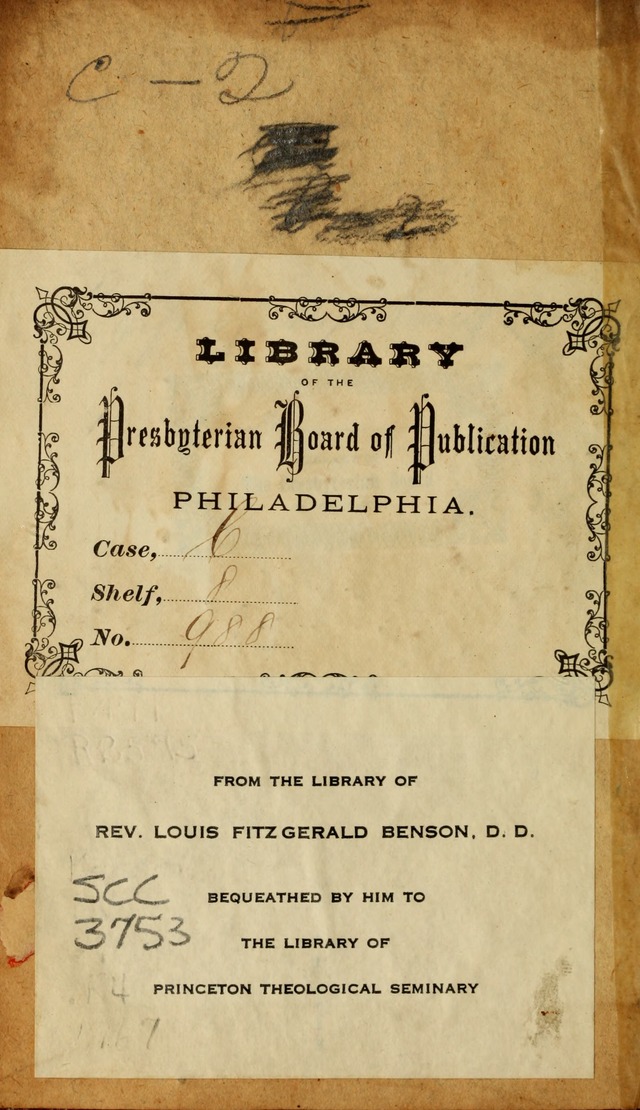 C-2
LIBRARY
OF THE
Presbyterian Board of Publication
PHILADELPHIA.
Case, 6
Shelf, 8
No. 988
FROM THE LIBRARY OF
REV. LOUIS FITZGERALD BENSON, D. D.
SCC BEQUEATHED BY HIM TO
3753 THE LIBRARY OF
PRINCETON THEOLOGICAL SEMINARY